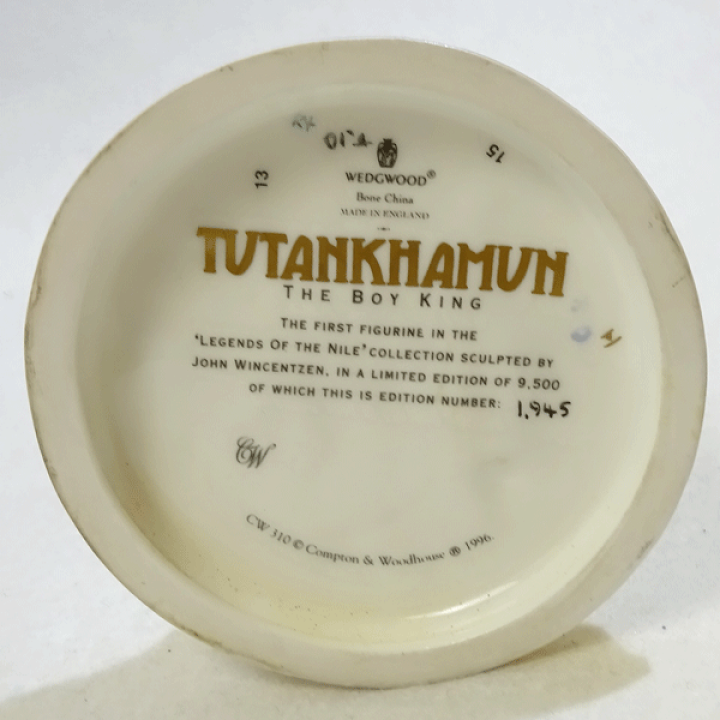 13
15
WEDGWOOD®
Bone China
MADE IN ENGLAND
TUTANKHAMUN
THE BOY KING
THE FIRST FIGURINE IN THE
'LEGENDS OF THE NILE' COLLECTION SCULPTED BY
JOHN WINCENTZEN, IN A LIMITED EDITION OF 9,500
OF WHICH THIS IS EDITION NUMBER: 1,945
CW
CW 310 © Compton & Woodhouse ® 1996.